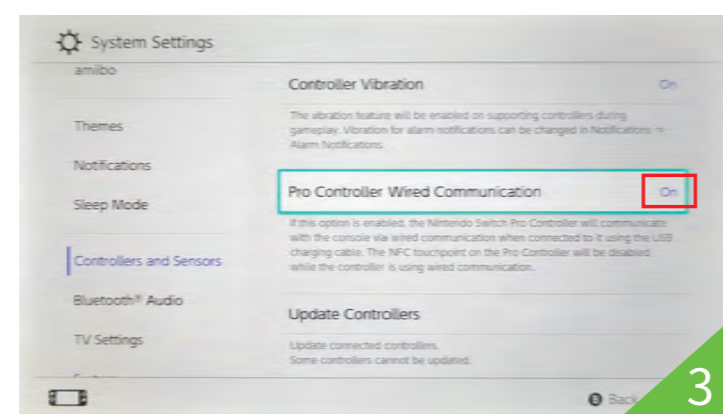 System Settings
amiibo
Themes
Notifications
Sleep Mode
Controllers and Sensors
Bluetooth® Audio
TV Settings
Controller Vibration On
The vibration feature will be enabled on supporting controllers during
gameplay. Vibration for alarm notifications can be changed in Notifications →
Alarm Notifications.
Pro Controller Wired Communication On
If this option is enabled, the Nintendo Switch Pro Controller will communicate
with the console via wired communication when connected to it using the USB
charging cable. The NFC touchpoint on the Pro Controller will be disabled
while the controller is using wired communication.
Update Controllers
Update connected controllers.
Some controllers cannot be updated.
B Back
3